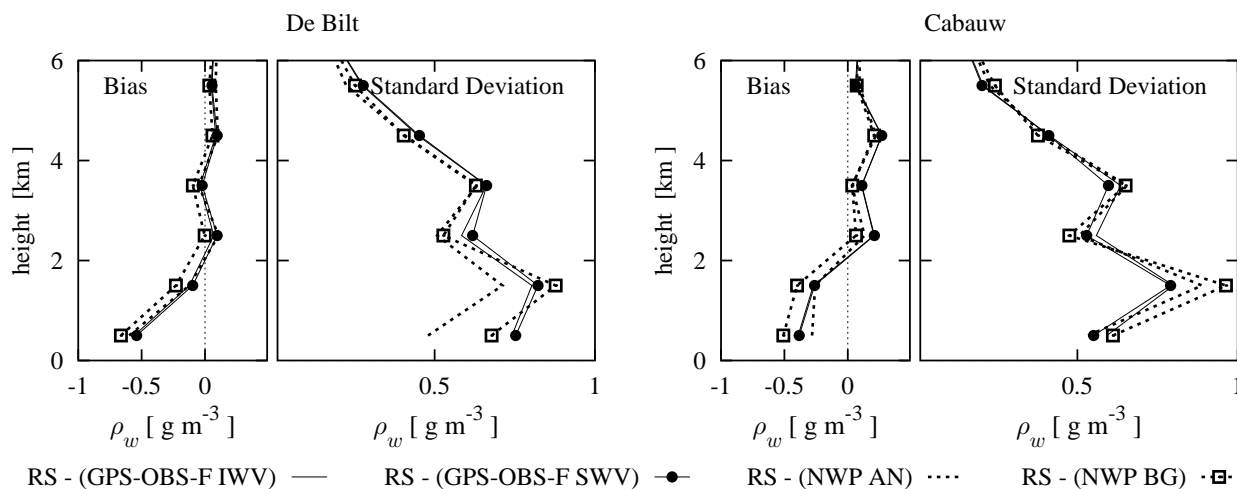 De Bilt Cabauw
6 Bias Standard Deviation 6 Bias Standard Deviation
4 4
height [km] height [km]
2 2
0 0
-1 -0.5 0 0.5 1 -1 -0.5 0 0.5 1
ρw [ g m-3 ] ρw [ g m-3 ] ρw [ g m-3 ] ρw [ g m-3 ]
RS - (GPS-OBS-F IWV) RS - (GPS-OBS-F SWV) RS - (NWP AN) RS - (NWP BG)